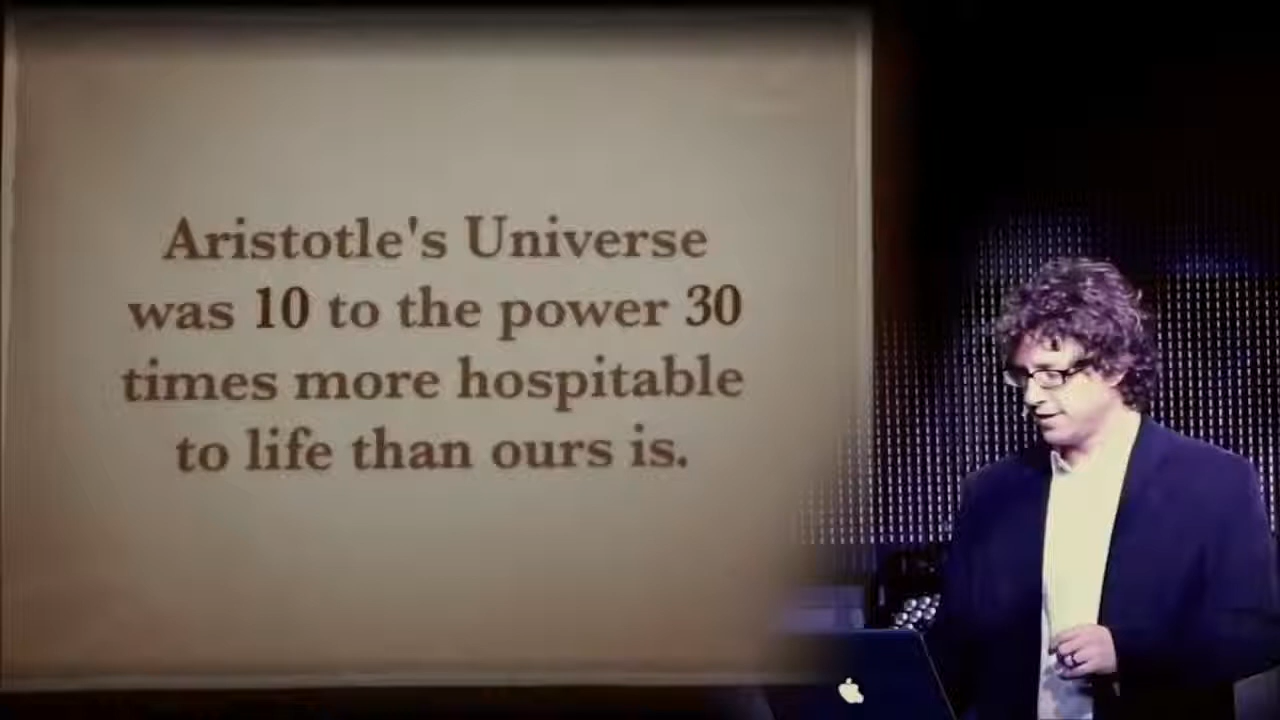 Aristotle's Universe
was 10 to the power 30
times more hospitable
to life than ours is.